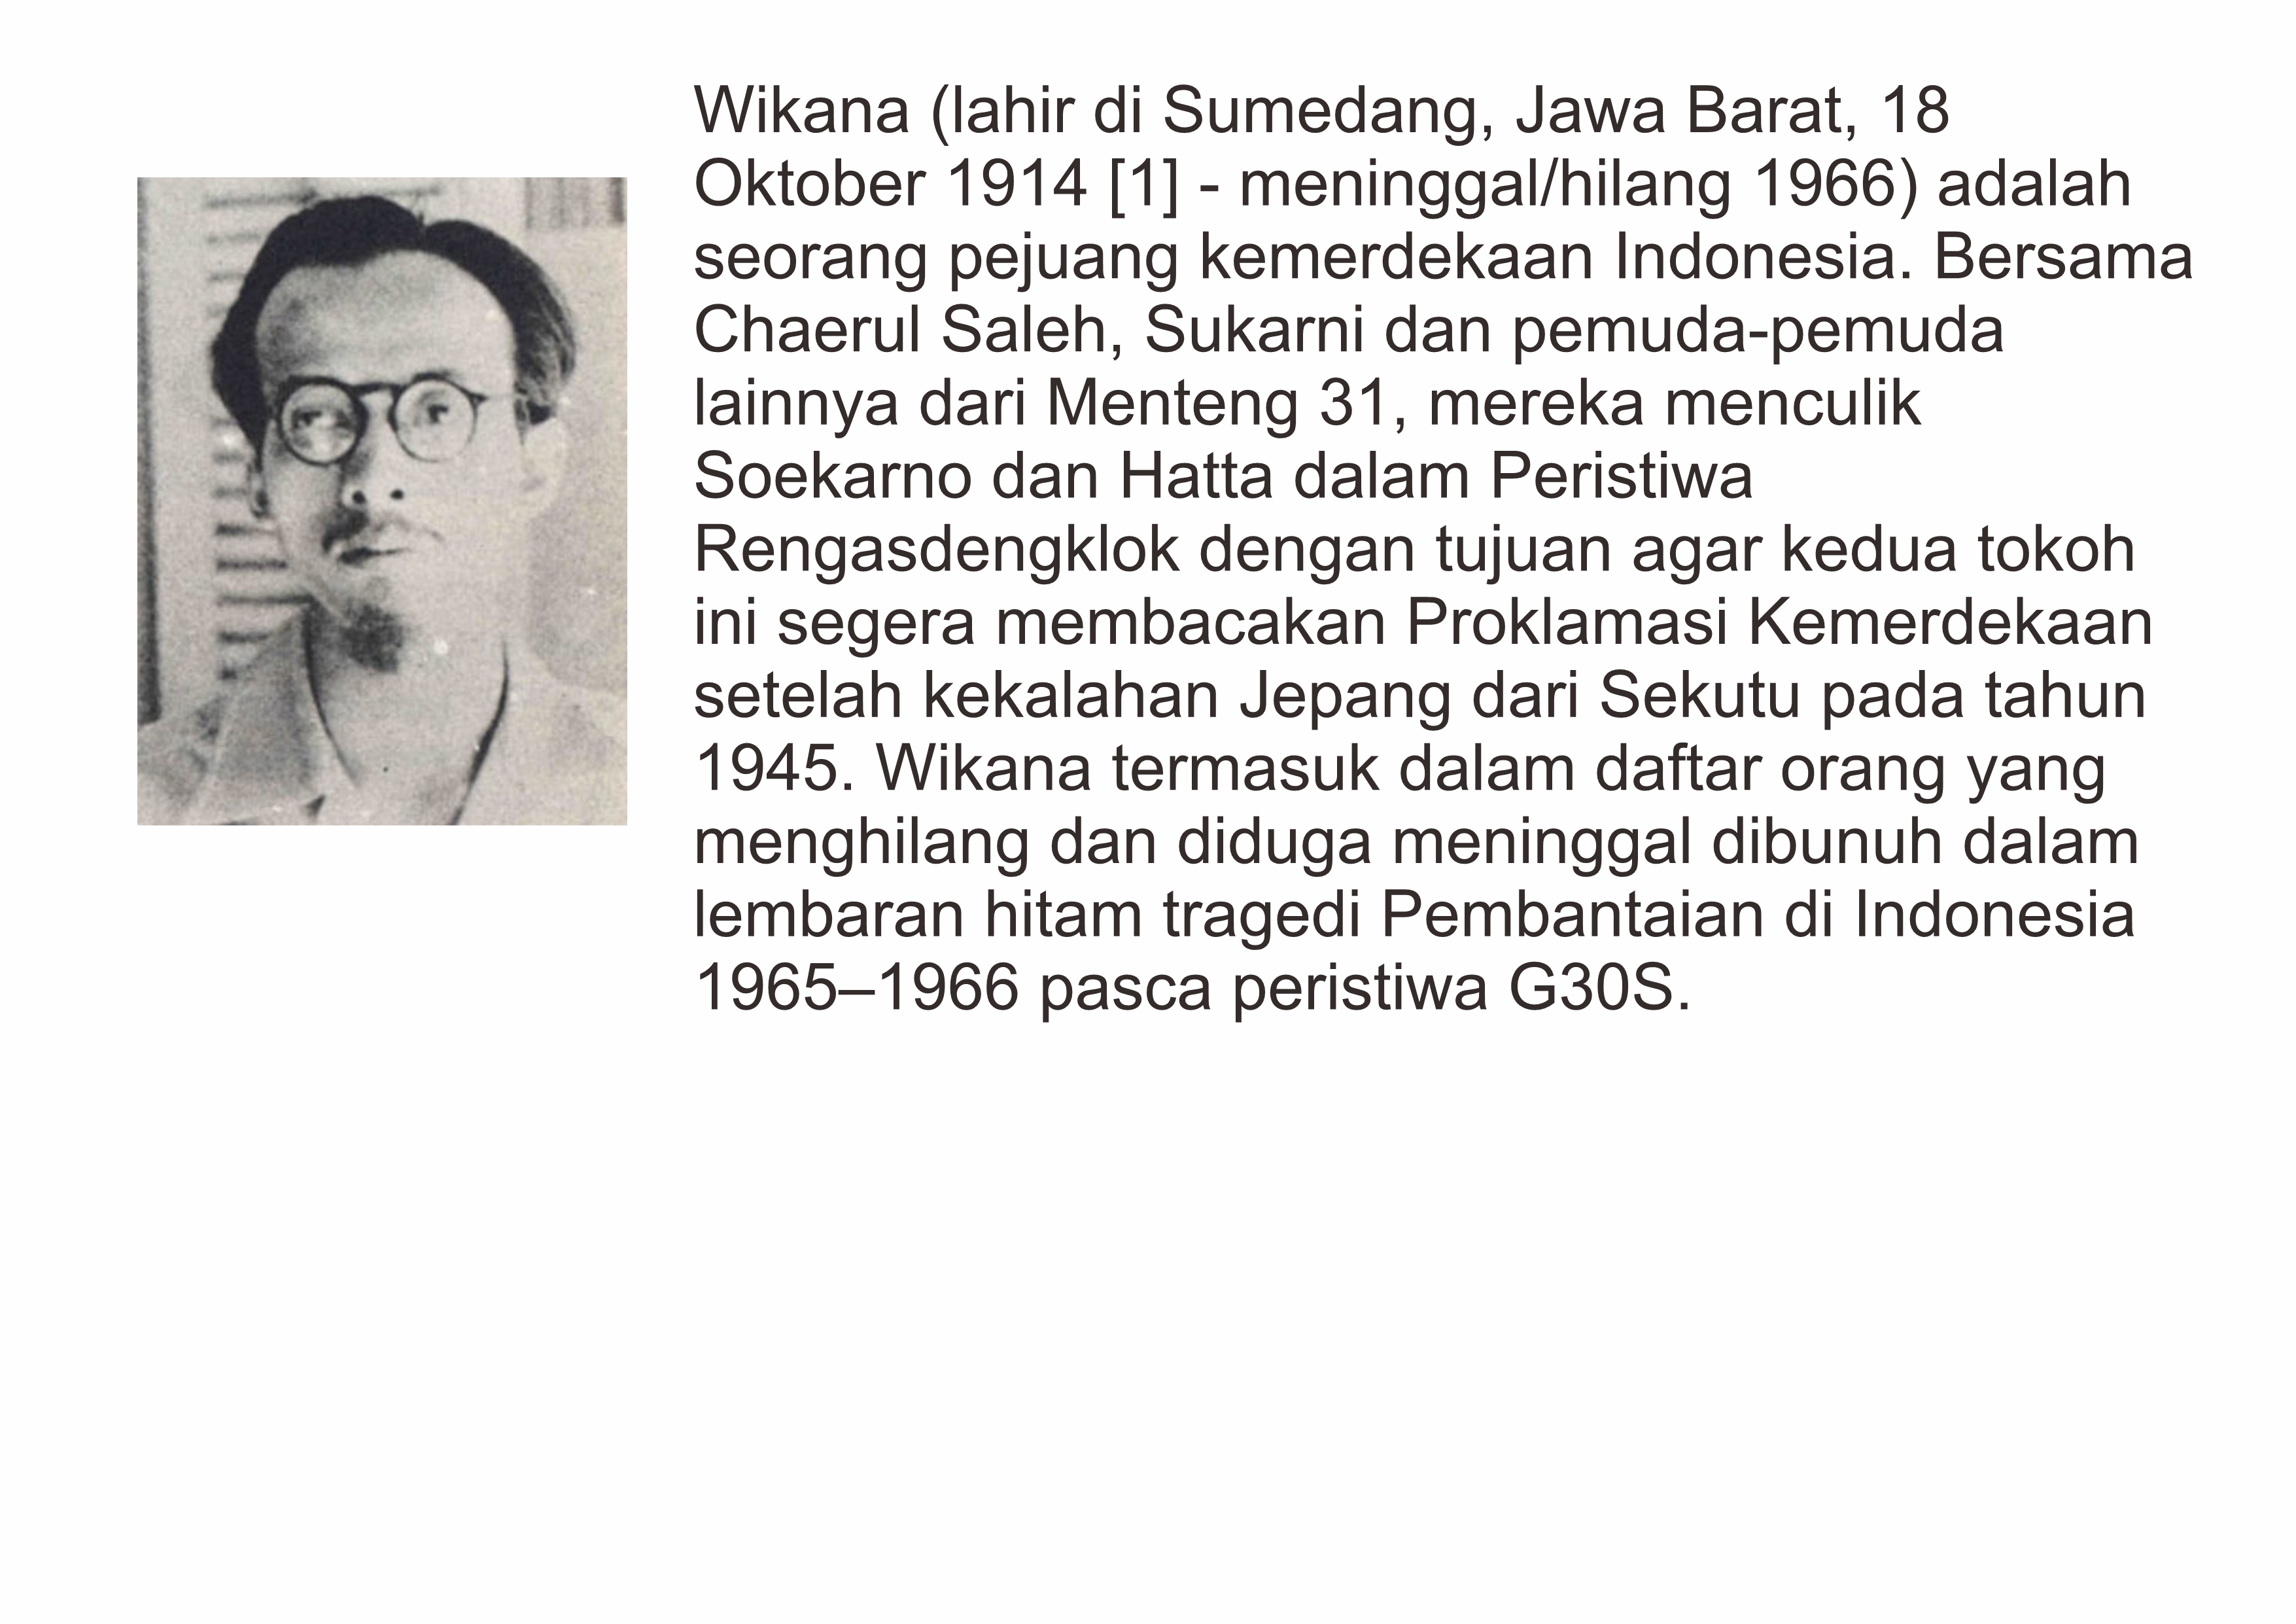 Wikana (lahir di Sumedang, Jawa Barat, 18
Oktober 1914 [1] - meninggal/hilang 1966) adalah
seorang pejuang kemerdekaan Indonesia. Bersama
Chaerul Saleh, Sukarni dan pemuda-pemuda
lainnya dari Menteng 31, mereka menculik
Soekarno dan Hatta dalam Peristiwa
Rengasdengklok dengan tujuan agar kedua tokoh
ini segera membacakan Proklamasi Kemerdekaan
setelah kekalahan Jepang dari Sekutu pada tahun
1945. Wikana termasuk dalam daftar orang yang
menghilang dan diduga meninggal dibunuh dalam
lembaran hitam tragedi Pembantaian di Indonesia
1965–1966 pasca peristiwa G30S.